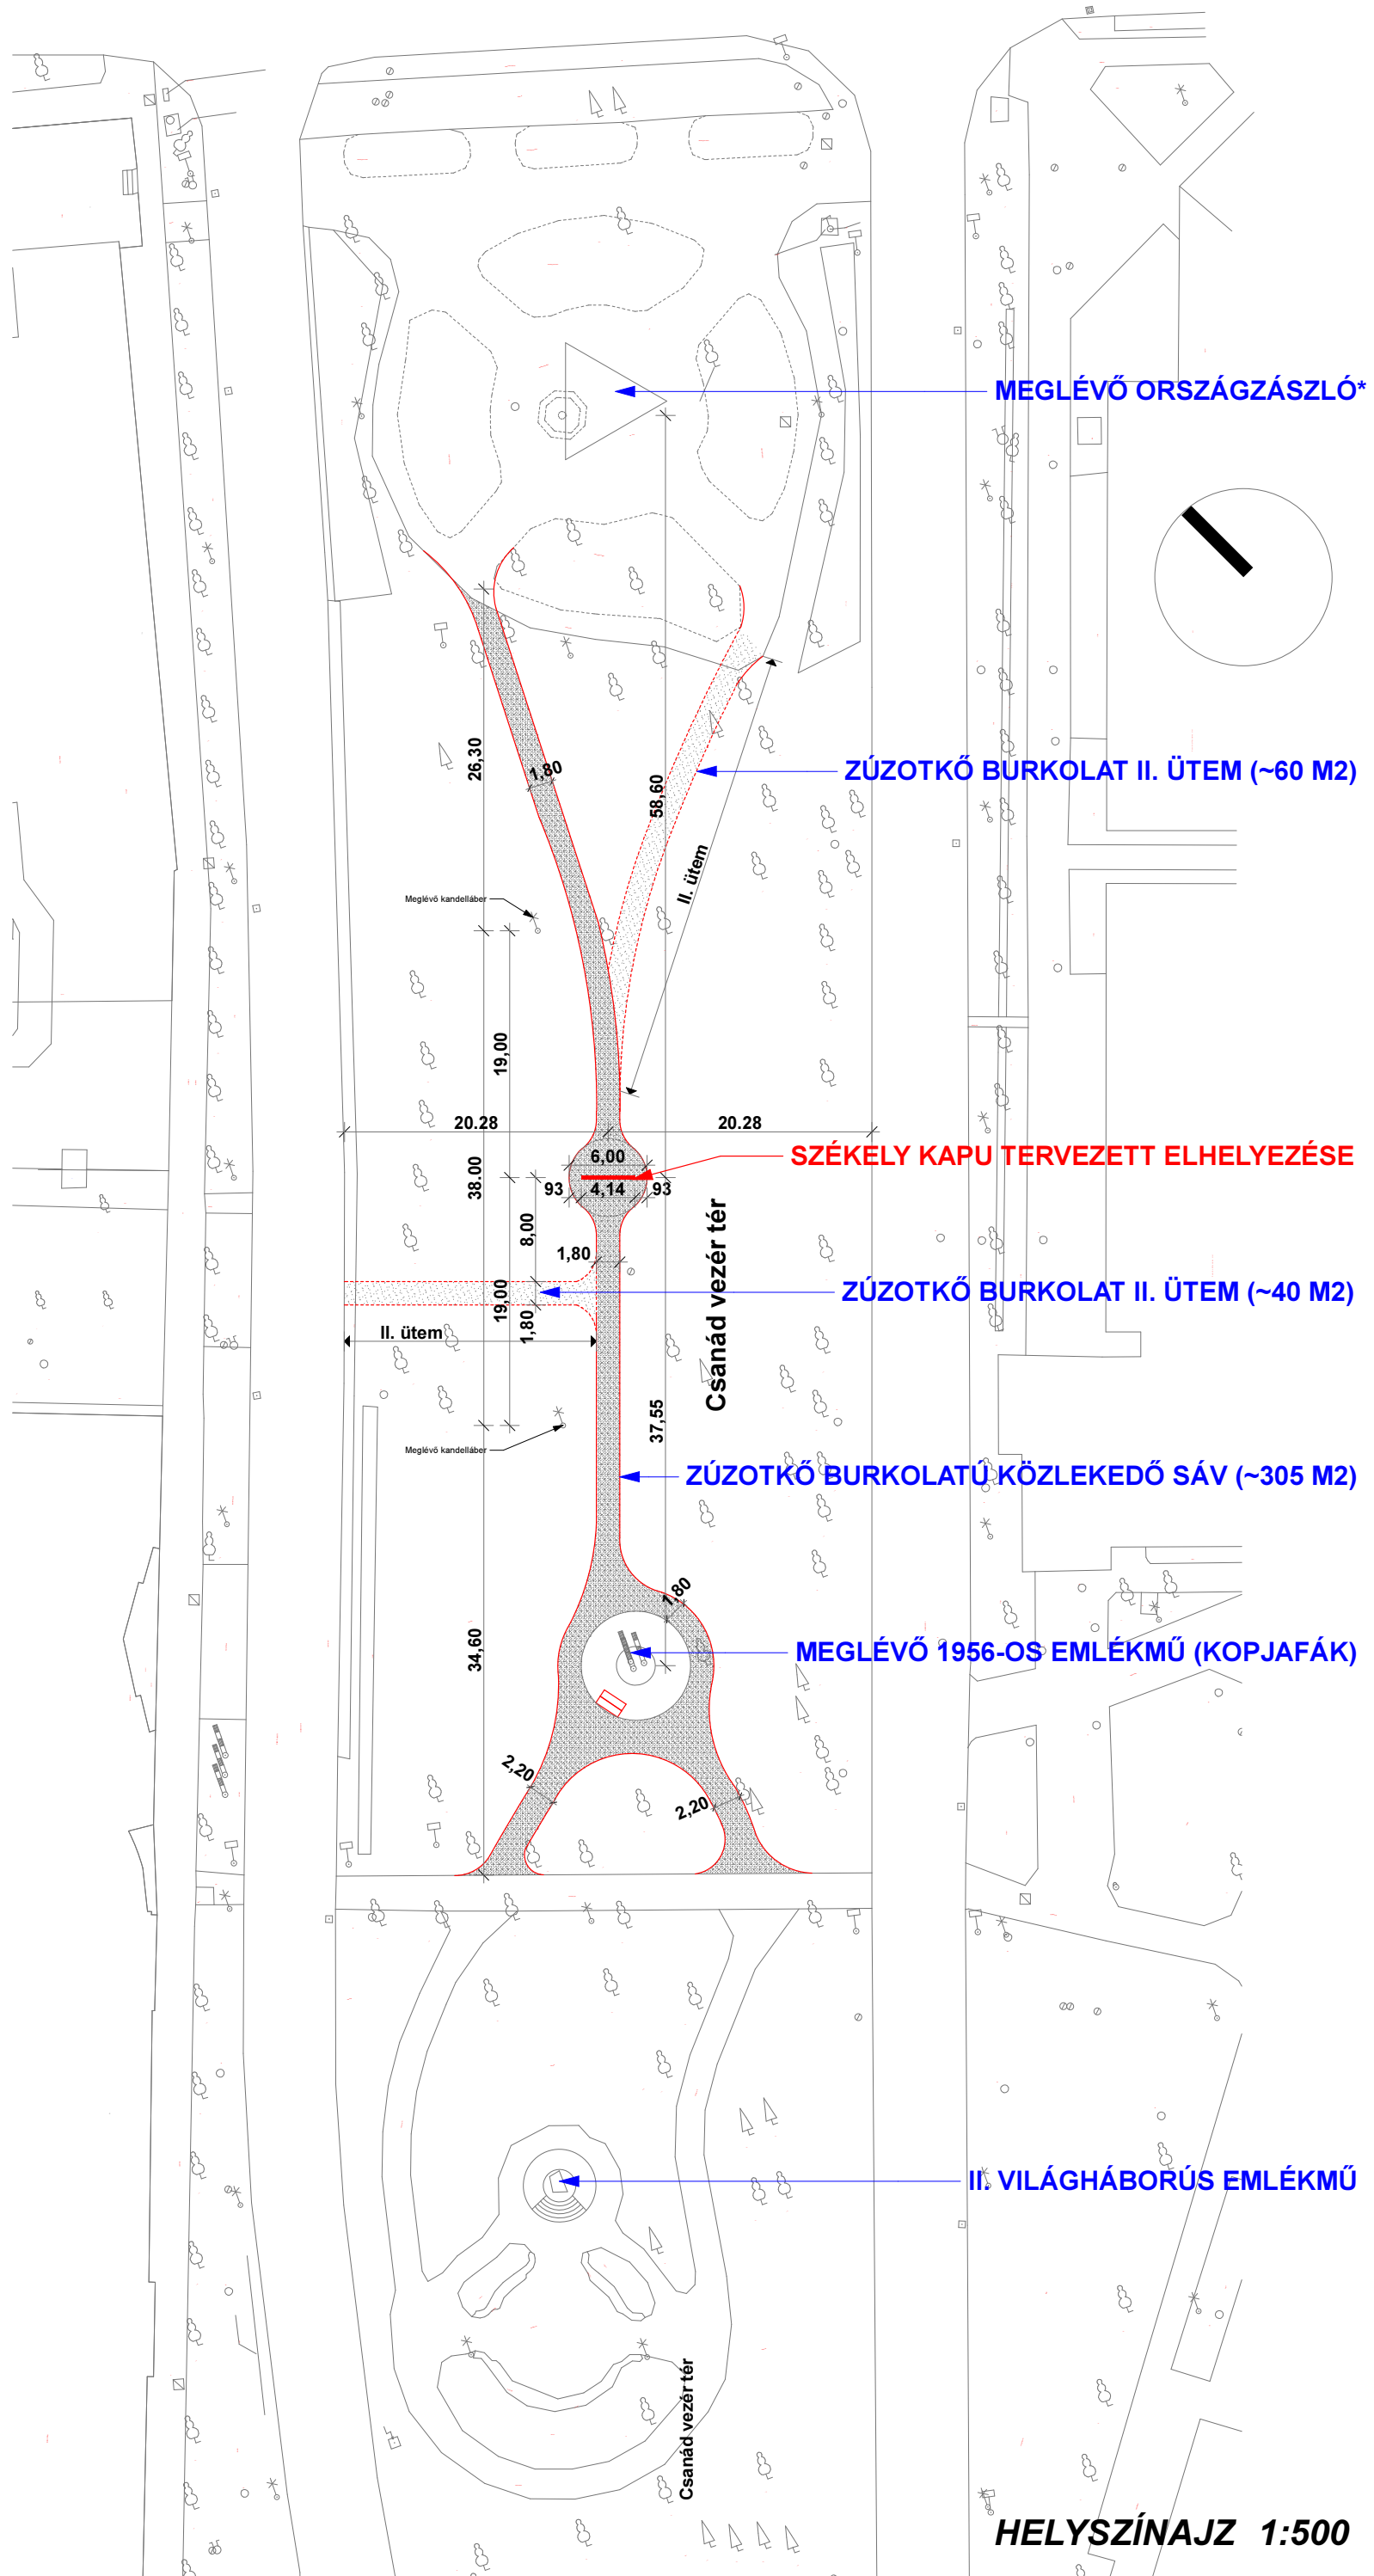 MEGLÉVŐ ORSZÁGZÁSZLÓ*
26,30
1,80
58,60
ZÚZOTKŐ BURKOLAT II. ÜTEM (~60 M2)
II. ütem
Meglévő kandelláber
19,00
20.28
20.28
38.00
6,00
SZÉKELY KAPU TERVEZETT ELHELYEZÉSE
93
4,14
93
8,00
1,80
Csanád vezér tér
ZÚZOTKŐ BURKOLAT II. ÜTEM (~40 M2)
19,00
1,80
II. ütem
37,55
Meglévő kandelláber
ZÚZOTKŐ BURKOLATÚ KÖZLEKEDŐ SÁV (~305 M2)
1,80
34,60
MEGLÉVŐ 1956-OS EMLÉKMŰ (KOPJAFÁK)
2,20
2,20
II. VILÁGHÁBORÚS EMLÉKMŰ
Csanád vezér tér
HELYSZÍNAJZ 1:500